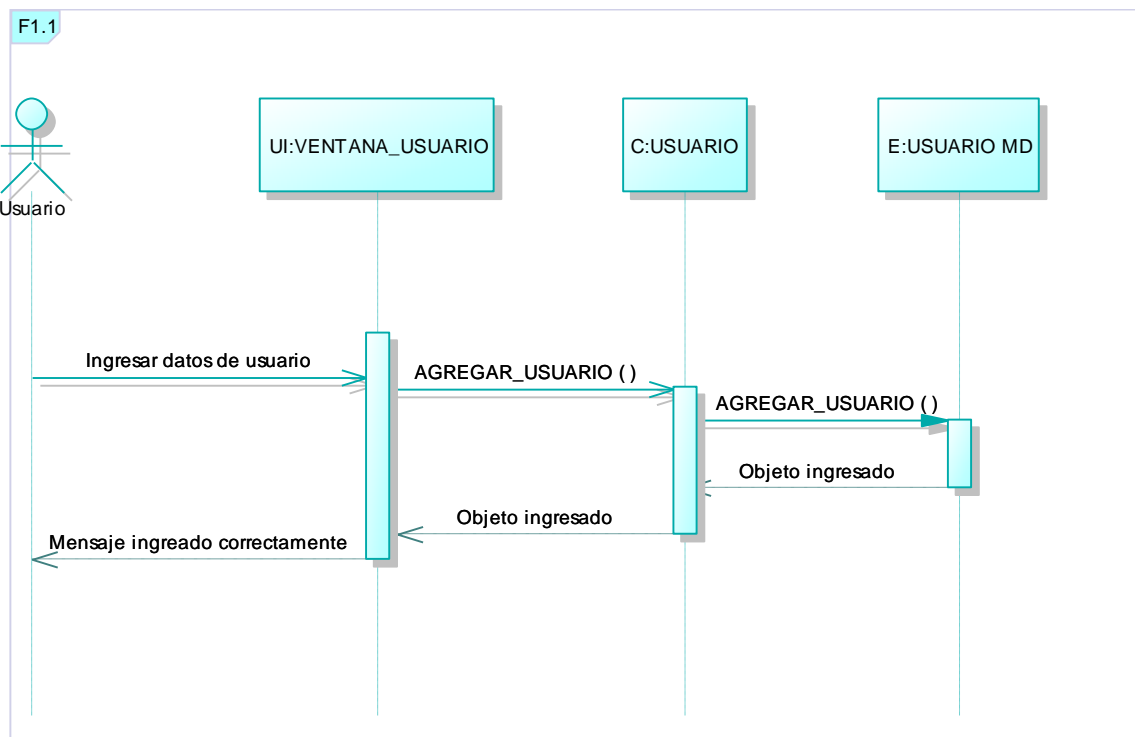 F1.1
UI:VENTANA_USUARIO
C:USUARIO
E:USUARIO MD
Usuario
Ingresar datos de usuario
AGREGAR_USUARIO ( )
AGREGAR_USUARIO ( )
Objeto ingresado
Objeto ingresado
Mensaje ingreado correctamente